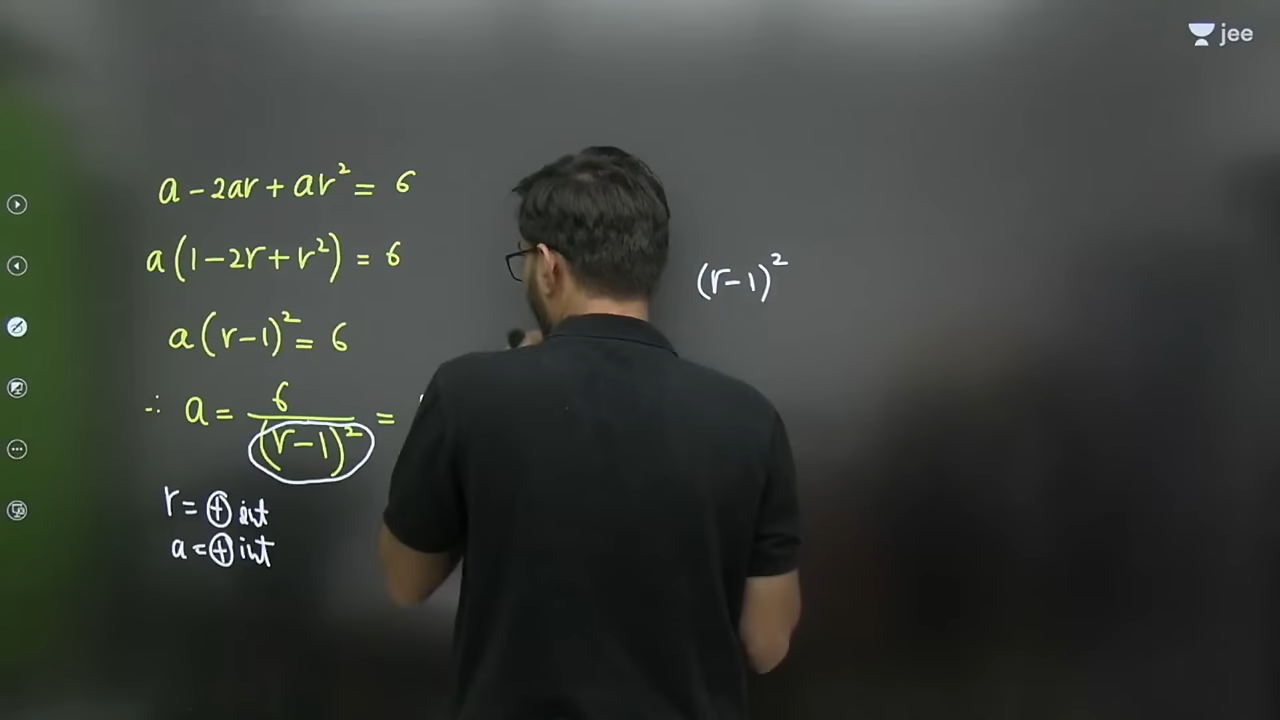 jee
a - 2ar + ar² = 6
a(1 - 2r + r²) = 6
a(r - 1)² = 6
∴ a = 6/(r - 1)² =
r = ⊕ int
a = ⊕ int
(r - 1)²